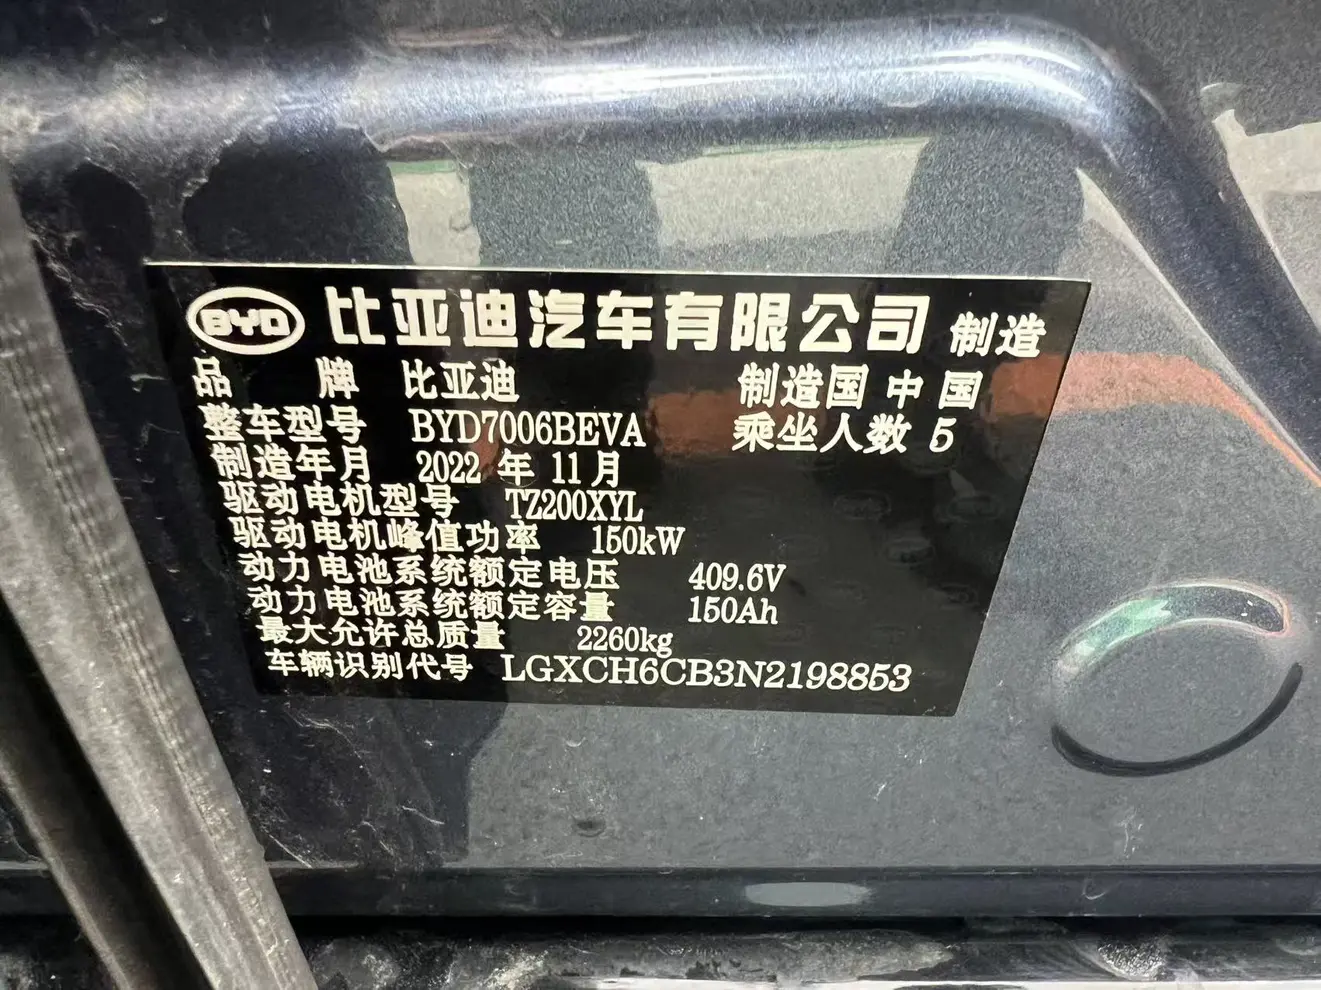 BYD 比亚迪汽车有限公司 制造
品 牌 比亚迪 制造国 中国
整车型号 BYD7006BEVA 乘坐人数 5
制造年月 2022 年 11 月
驱动电机型号 TZ200XYL
驱动电机峰值功率 150kW
动力电池系统额定电压 409.6V
动力电池系统额定容量 150Ah
最大允许总质量 2260kg
车辆识别代号 LGXCH6CB3N2198853